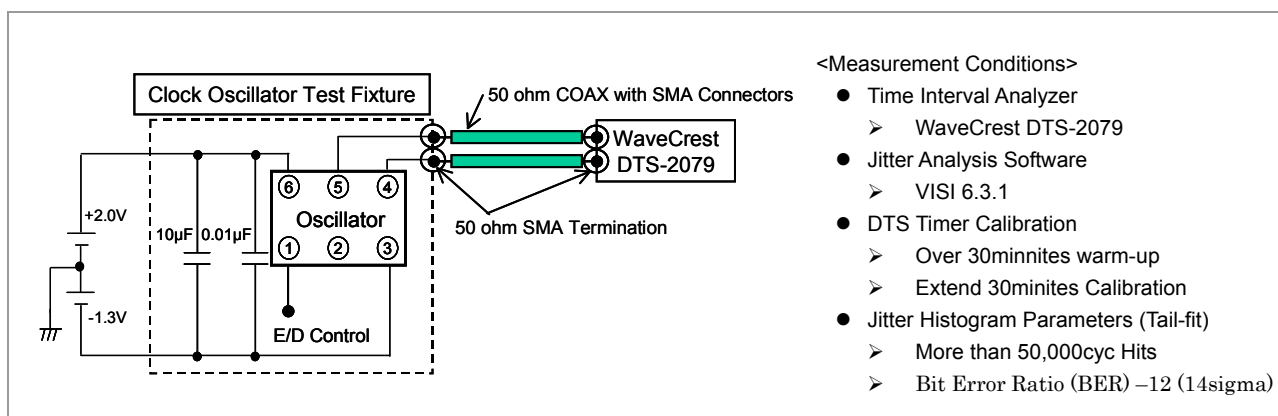 Clock Oscillator Test Fixture
50 ohm COAX with SMA Connectors
WaveCrest
DTS-2079
6 5 4
Oscillator
1 2 3
+2.0V
10µF 0.01µF
-1.3V
50 ohm SMA Termination
E/D Control
<Measurement Conditions>
● Time Interval Analyzer
➢ WaveCrest DTS-2079
● Jitter Analysis Software
➢ VISI 6.3.1
● DTS Timer Calibration
➢ Over 30minnites warm-up
➢ Extend 30minites Calibration
● Jitter Histogram Parameters (Tail-fit)
➢ More than 50,000cyc Hits
➢ Bit Error Ratio (BER) –12 (14sigma)